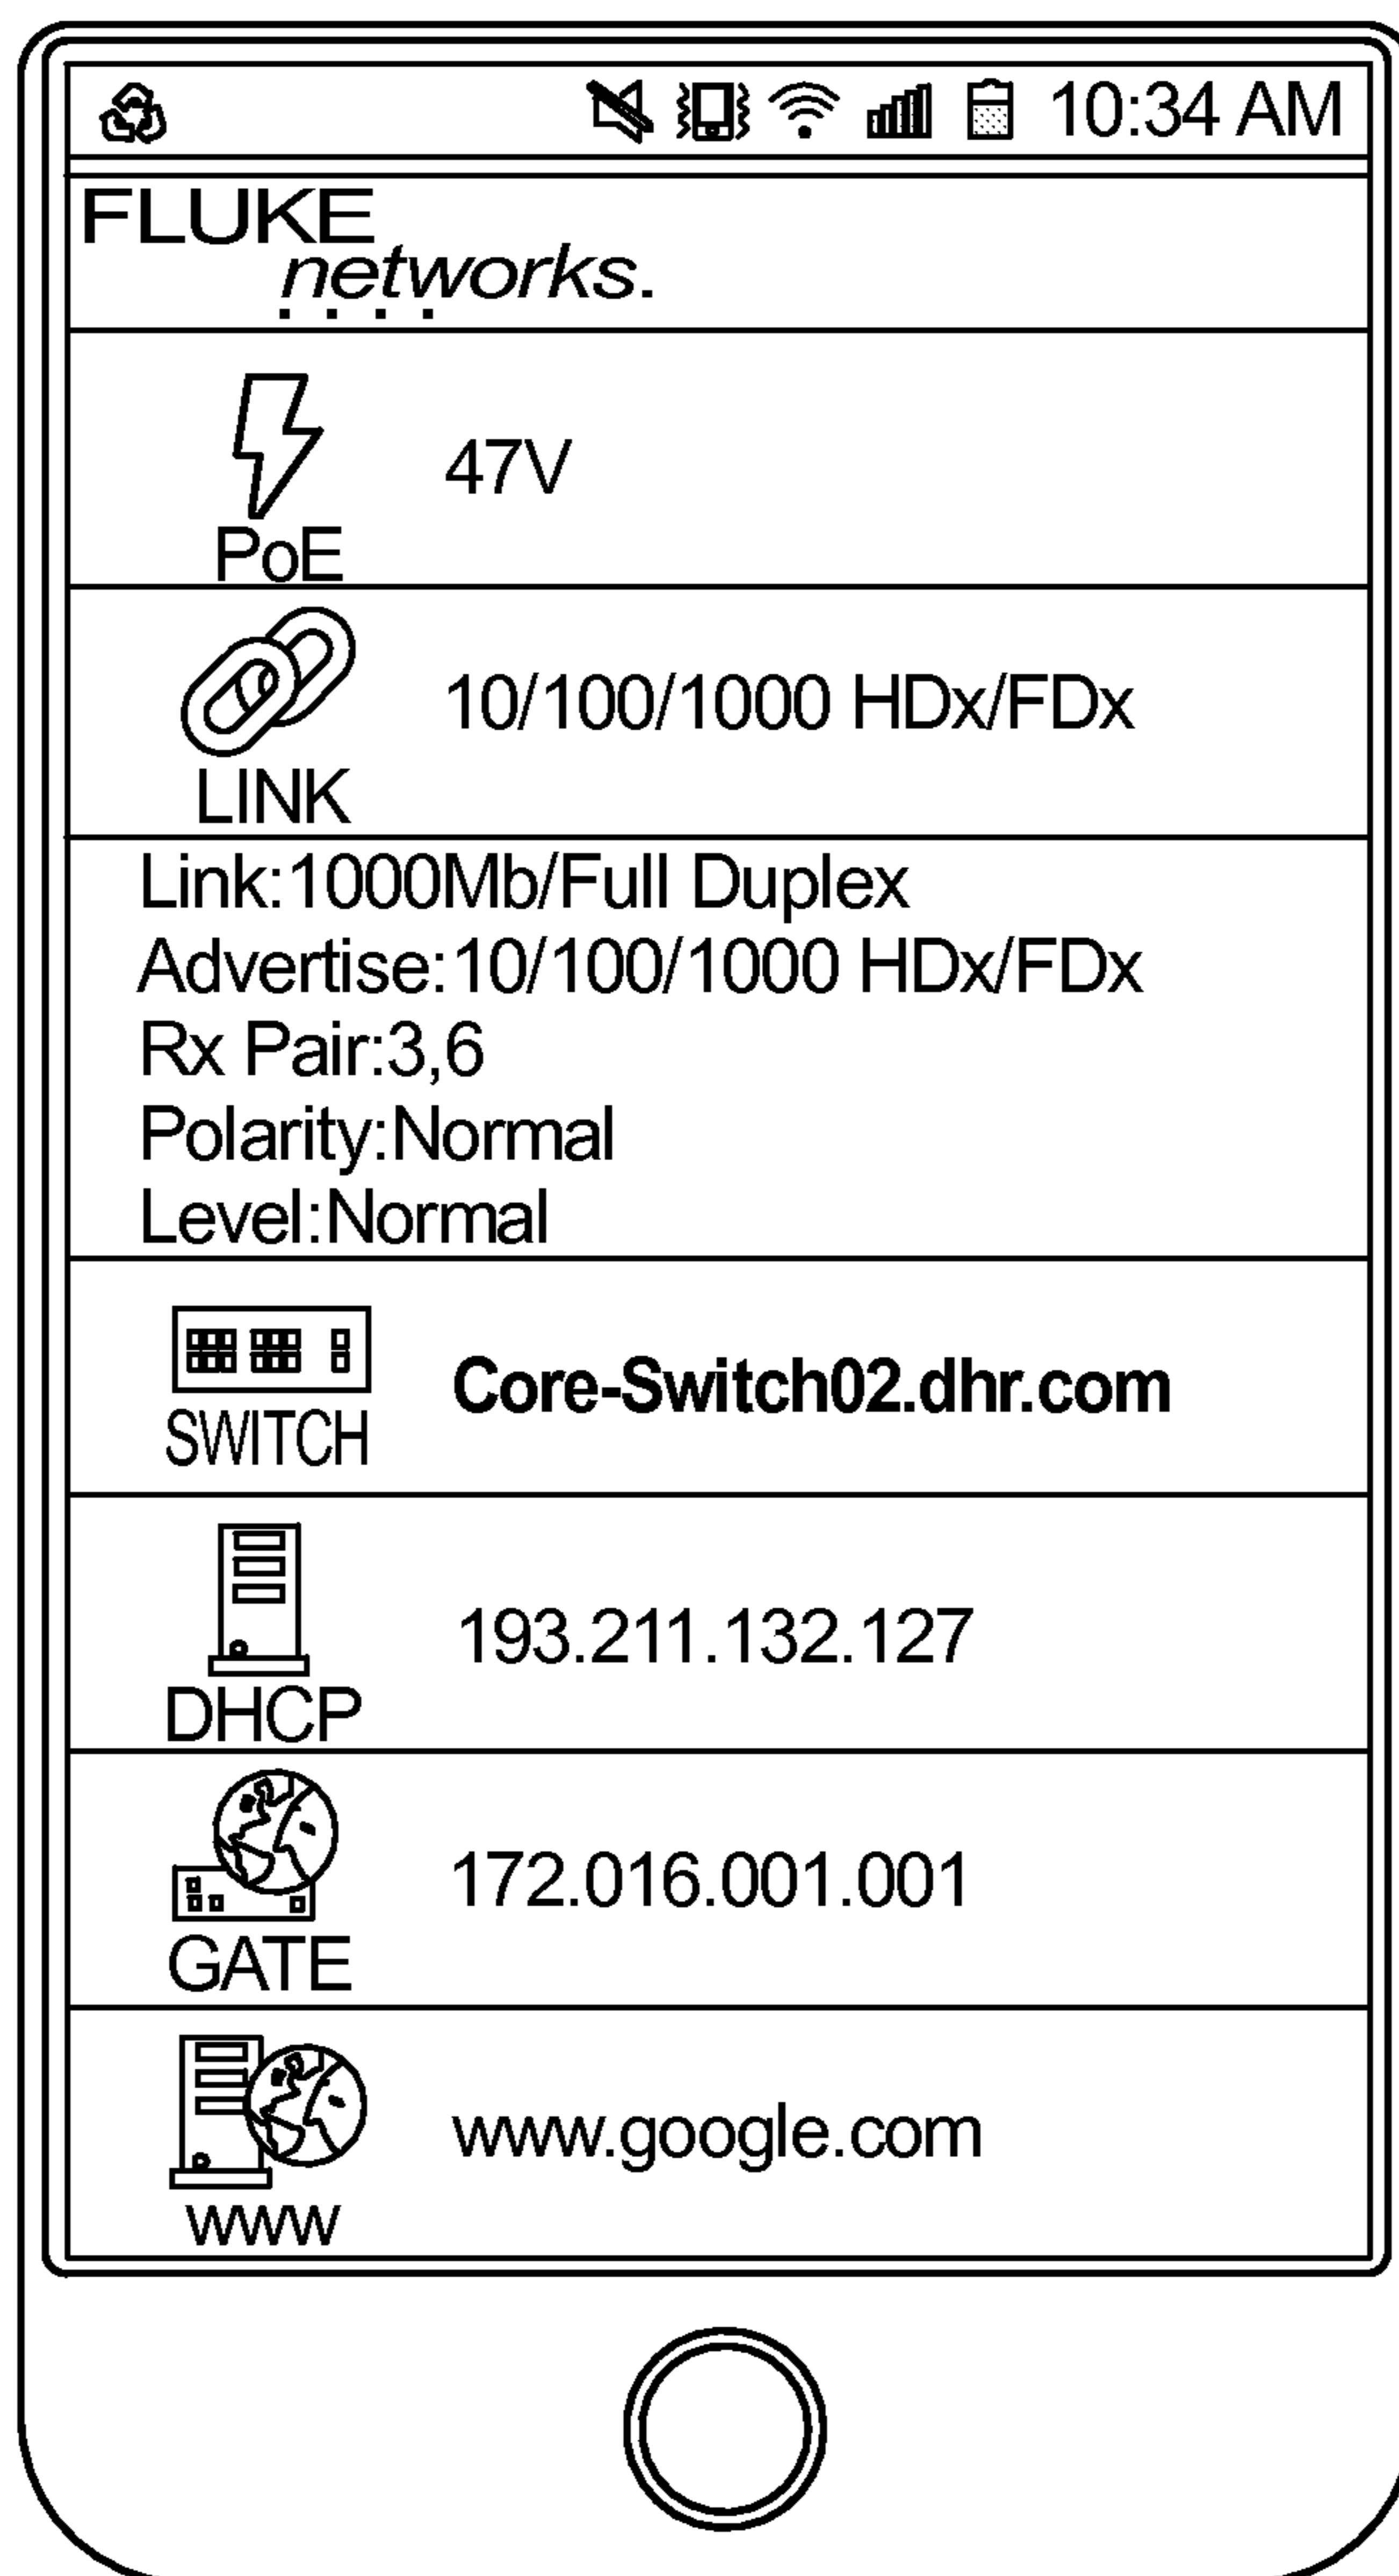 10:34 AM
FLUKE
networks.
47V
PoE
10/100/1000 HDx/FDx
LINK
Link:1000Mb/Full Duplex
Advertise:10/100/1000 HDx/FDx
Rx Pair:3,6
Polarity:Normal
Level:Normal
Core-Switch02.dhr.com
SWITCH
193.211.132.127
DHCP
172.016.001.001
GATE
www.google.com
WWW